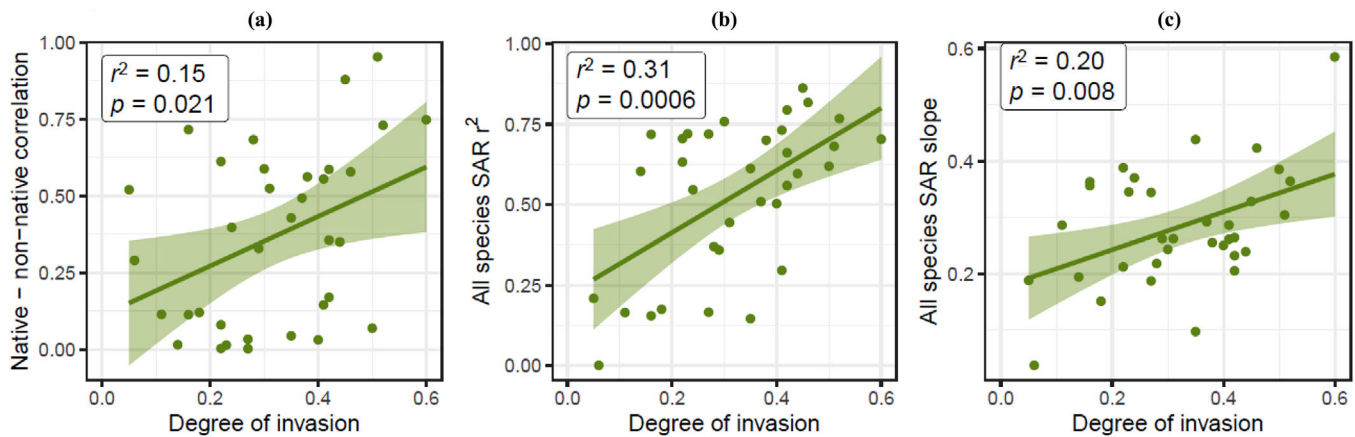 (a)
Native – non–native correlation
1.00
0.75
0.50
0.25
0.00
r² = 0.15
p = 0.021
0.0 0.2 0.4 0.6
Degree of invasion
(b)
All species SAR r²
1.00
0.75
0.50
0.25
0.00
r² = 0.31
p = 0.0006
0.0 0.2 0.4 0.6
Degree of invasion
(c)
All species SAR slope
0.6
0.4
0.2
r² = 0.20
p = 0.008
0.0 0.2 0.4 0.6
Degree of invasion